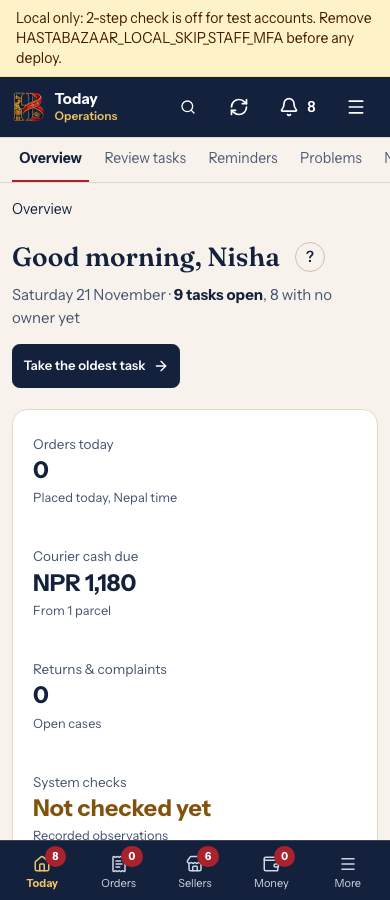 Local only: 2-step check is off for test accounts. Remove
HASTABAZAAR_LOCAL_SKIP_STAFF_MFA before any
deploy.
Today
Operations
8
Overview
Review tasks
Reminders
Problems
Overview
Good morning, Nisha
?
Saturday 21 November · 9 tasks open, 8 with no
owner yet
Take the oldest task →
Orders today
0
Placed today, Nepal time
Courier cash due
NPR 1,180
From 1 parcel
Returns & complaints
0
Open cases
System checks
Not checked yet
Recorded observations
8
0
6
0
Today
Orders
Sellers
Money
More